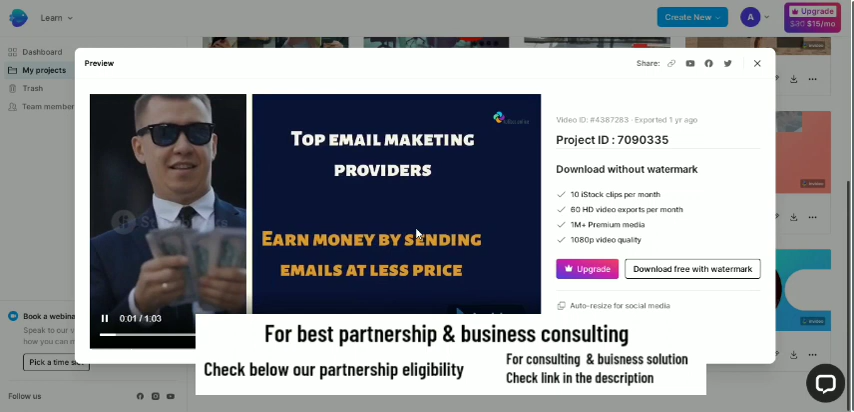 Learn
Create New
A
Upgrade
$30 $15/mo
Dashboard
My projects
Trash
Team member
Preview
Share:
TOP EMAIL MAKETING
PROVIDERS
EARN MONEY BY SENDING
EMAILS AT LESS PRICE
0:01 / 1:03
Video ID: #4387283 · Exported 1 yr ago
Project ID : 7090335
Download without watermark
10 iStock clips per month
60 HD video exports per month
1M+ Premium media
1080p video quality
Upgrade
Download free with watermark
Auto-resize for social media
Book a webina
Speak to our v
how you can m
Pick a time s
Follow us
For best partnership & business consulting
Check below our partnership eligibility
For consulting & buisness solution
Check link in the description